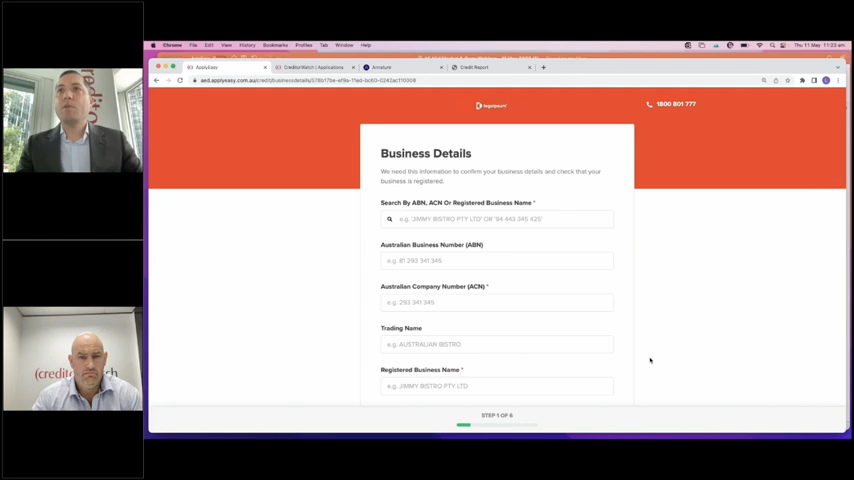 Chrome File Edit View History Bookmarks Profiles Tab Window Help
Thu 11 May 11:23 am
ApplyEasy
CreditorWatch | Applications
Annature
Credit Report
logoipsum
1800 801 777
Business Details
We need this information to confirm your business details and check that your
business is registered.
Search By ABN, ACN Or Registered Business Name *
e.g. 'JIMMY BISTRO PTY LTD' OR '84 443 345 425'
Australian Business Number (ABN)
e.g. 81 293 341 345
Australian Company Number (ACN) *
e.g. 293 341 345
Trading Name
e.g. AUSTRALIAN BISTRO
Registered Business Name *
e.g. JIMMY BISTRO PTY LTD
STEP 1 OF 6